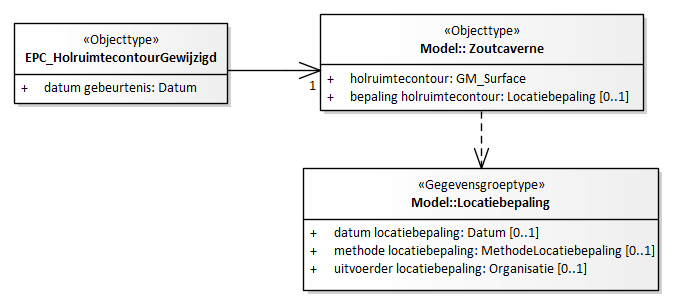 «Objecttype»
EPC_HolruimtecontourGewijzigd
+ datum gebeurtenis: Datum
1
«Objecttype»
Model:: Zoutcaverne
+ holruimtecontour: GM_Surface
+ bepaling holruimtecontour: Locatiebepaling [0..1]
«Gegevensgroeptype»
Model::Locatiebepaling
+ datum locatiebepaling: Datum [0..1]
+ methode locatiebepaling: MethodeLocatiebepaling [0..1]
+ uitvoerder locatiebepaling: Organisatie [0..1]